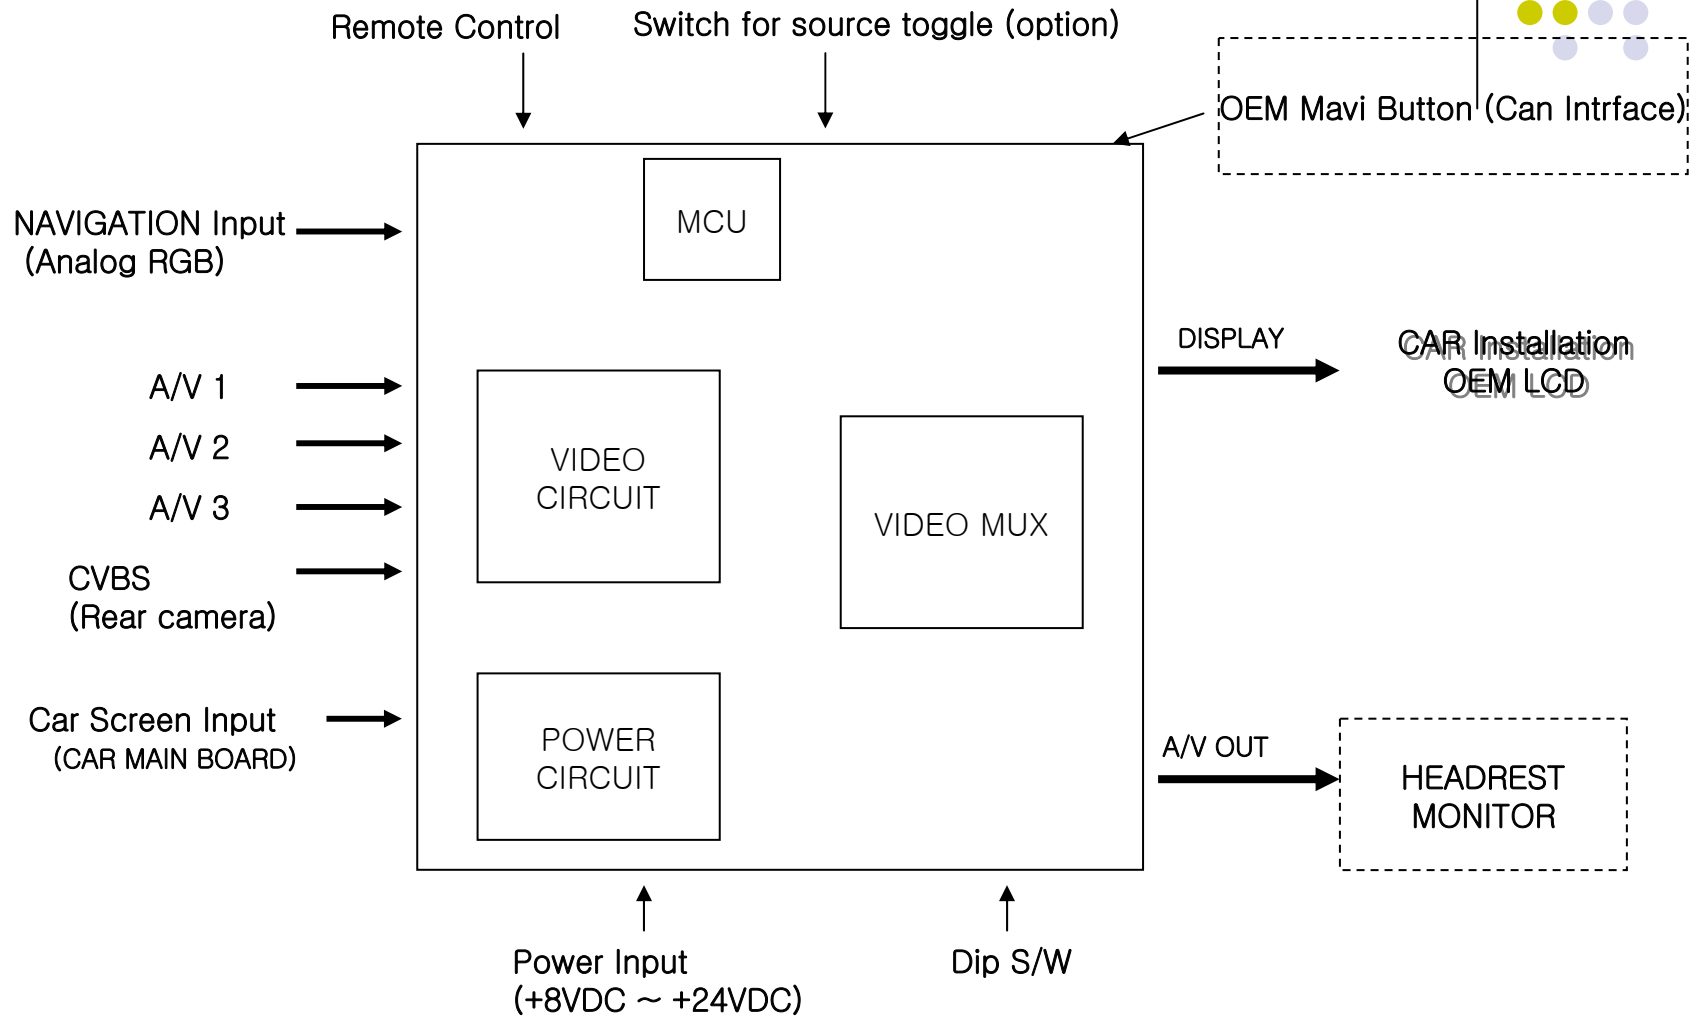 Remote Control
Switch for source toggle (option)
OEM Mavi Button (Can Intrface)
NAVIGATION Input
(Analog RGB)
MCU
DISPLAY
CAR Installation
OEM LCD
A/V 1
A/V 2
A/V 3
CVBS
(Rear camera)
VIDEO
CIRCUIT
VIDEO MUX
Car Screen Input
(CAR MAIN BOARD)
POWER
CIRCUIT
A/V OUT
HEADREST
MONITOR
Power Input
(+8VDC ~ +24VDC)
Dip S/W